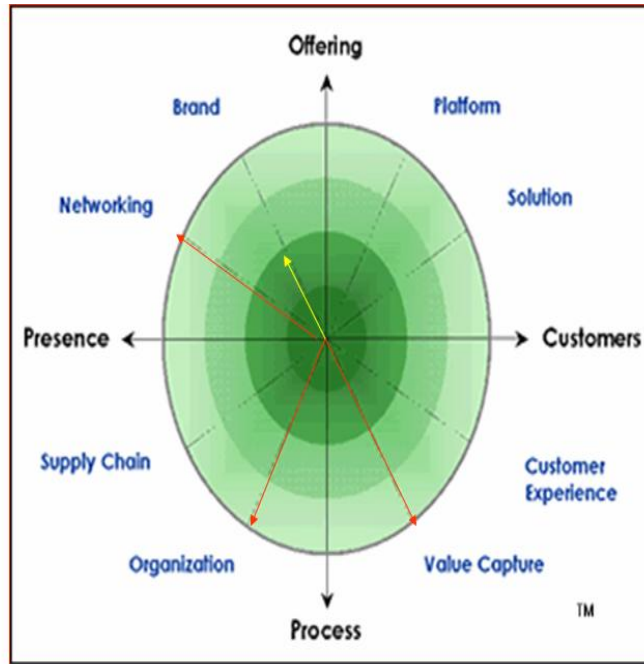 Offering
Brand
Platform
Networking
Solution
Presence
Customers
Supply Chain
Customer
Experience
Organization
Value Capture
Process
TM